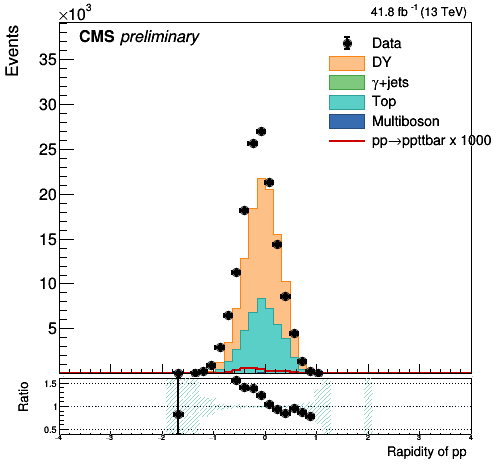 ×10³
41.8 fb⁻¹ (13 TeV)
CMS preliminary
Events
35
30
25
20
15
10
5
Data
DY
γ+jets
Top
Multiboson
pp→ppttbar x 1000
Ratio
1.5
1
0.5
-4 -3 -2 -1 0 1 2 3 4
Rapidity of pp